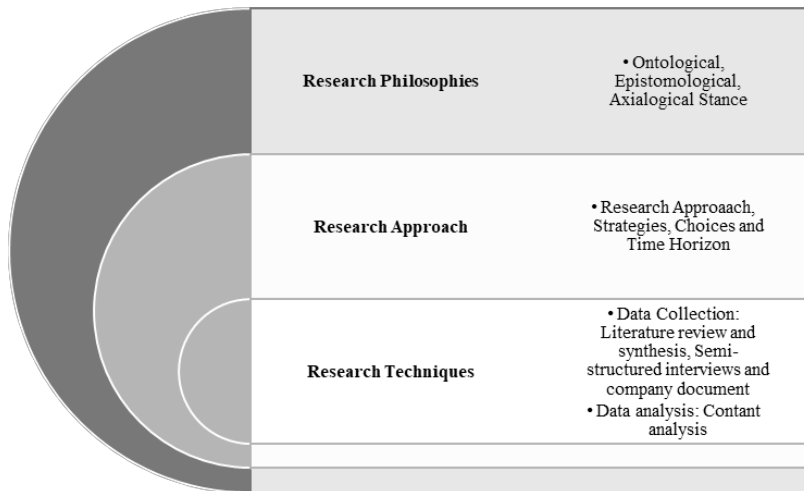 Research Philosophies
• Ontological,
Epistomological,
Axialogical Stance
Research Approach
• Research Approaach,
Strategies, Choices and
Time Horizon
Research Techniques
• Data Collection:
Literature review and
synthesis, Semi-
structured interviews and
company document
• Data analysis: Contant
analysis